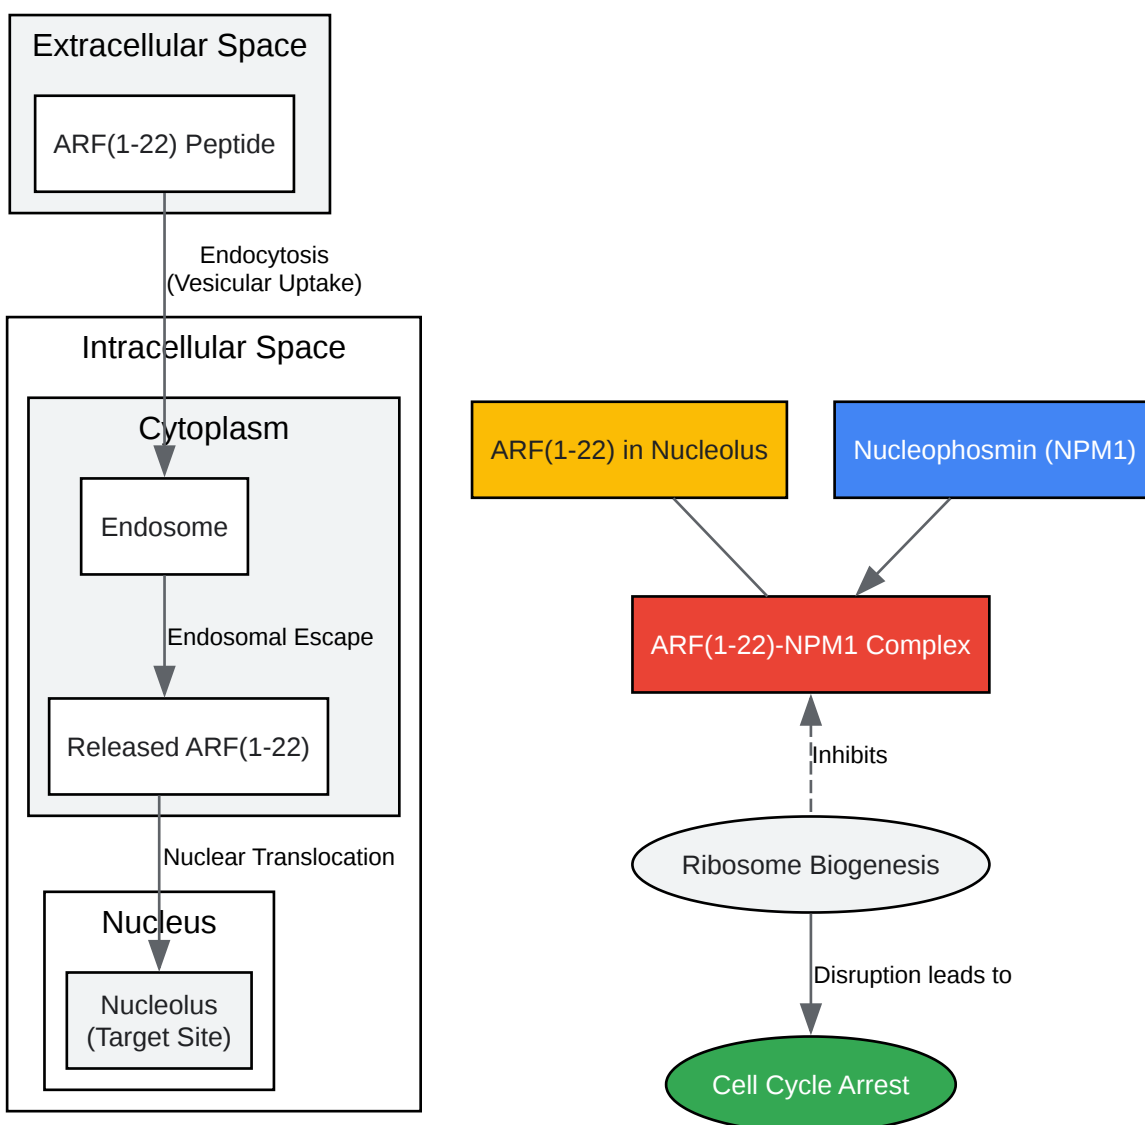 Extracellular Space
ARF(1-22) Peptide
Endocytosis
(Vesicular Uptake)
Intracellular Space
Cytoplasm
Endosome
Endosomal Escape
Released ARF(1-22)
Nuclear Translocation
Nucleus
Nucleolus
(Target Site)
ARF(1-22) in Nucleolus
Nucleophosmin (NPM1)
ARF(1-22)-NPM1 Complex
Inhibits
Ribosome Biogenesis
Disruption leads to
Cell Cycle Arrest